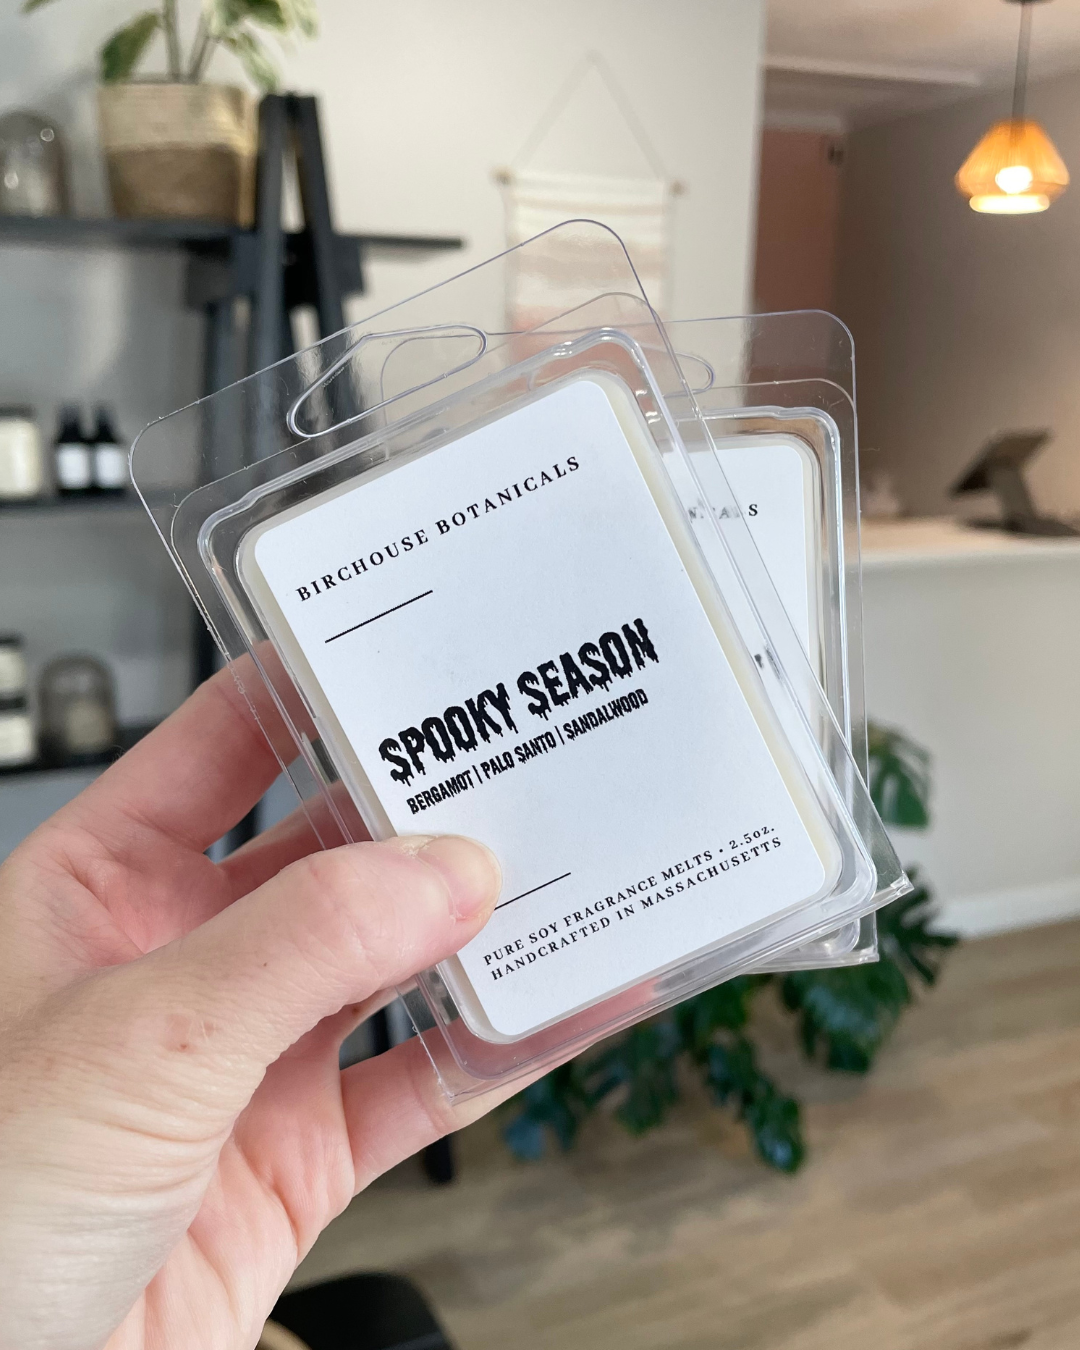 BIRCHOUSE BOTANICALS
SPOOKY SEASON
BERGAMOT | PALO SANTO | SANDALWOOD
PURE SOY FRAGRANCE MELTS • 2.5oz.
HANDCRAFTED IN MASSACHUSETTS